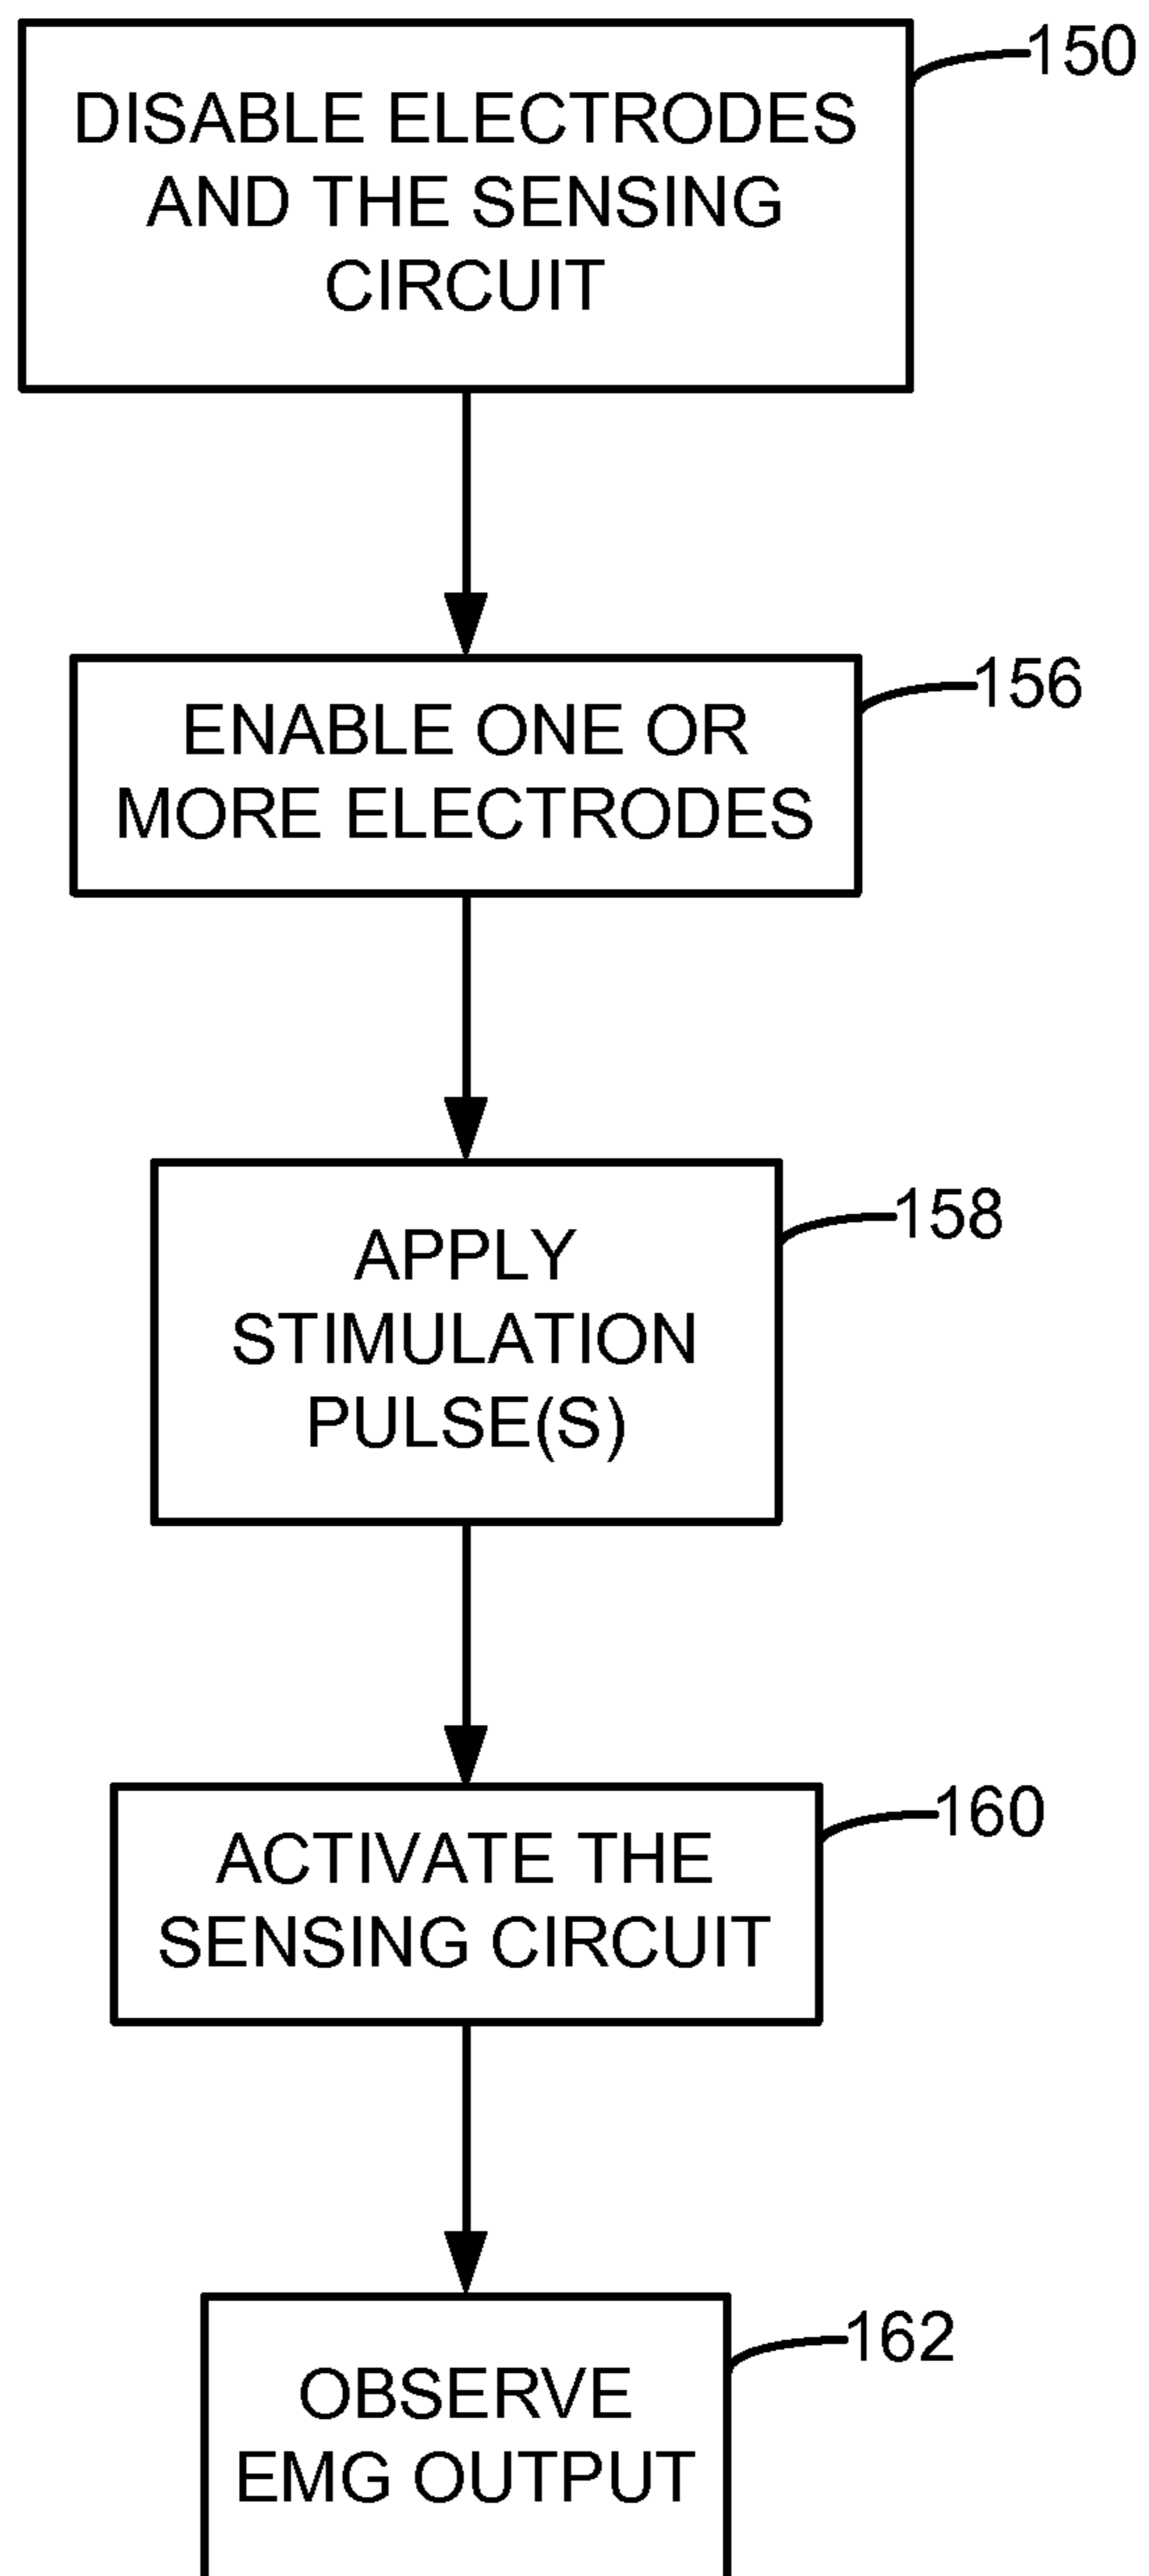 150
DISABLE ELECTRODES
AND THE SENSING
CIRCUIT
156
ENABLE ONE OR
MORE ELECTRODES
158
APPLY
STIMULATION
PULSE(S)
160
ACTIVATE THE
SENSING CIRCUIT
162
OBSERVE
EMG OUTPUT